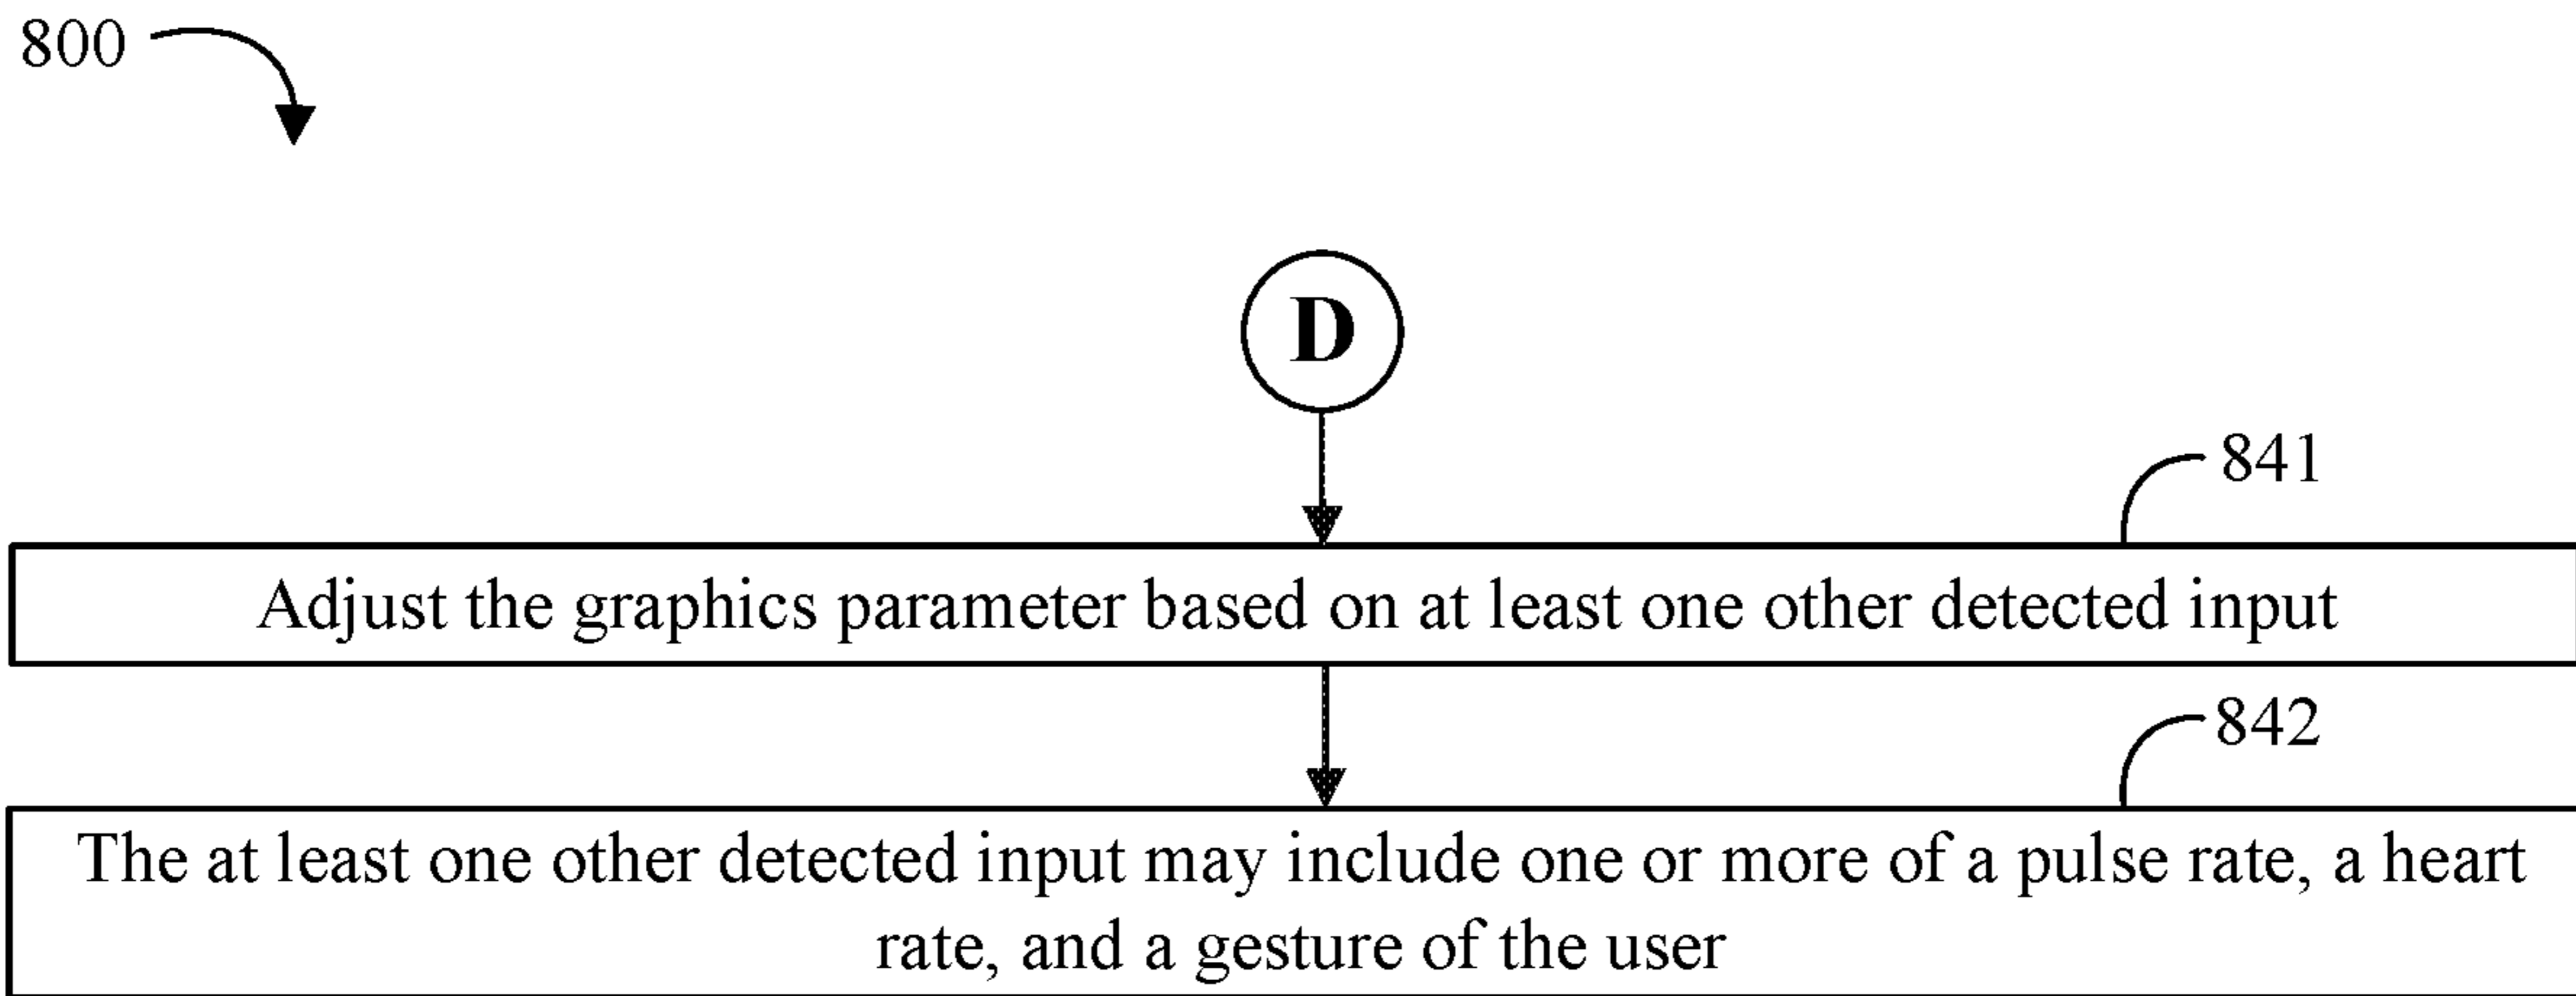 800
D
841
Adjust the graphics parameter based on at least one other detected input
842
The at least one other detected input may include one or more of a pulse rate, a heart
rate, and a gesture of the user